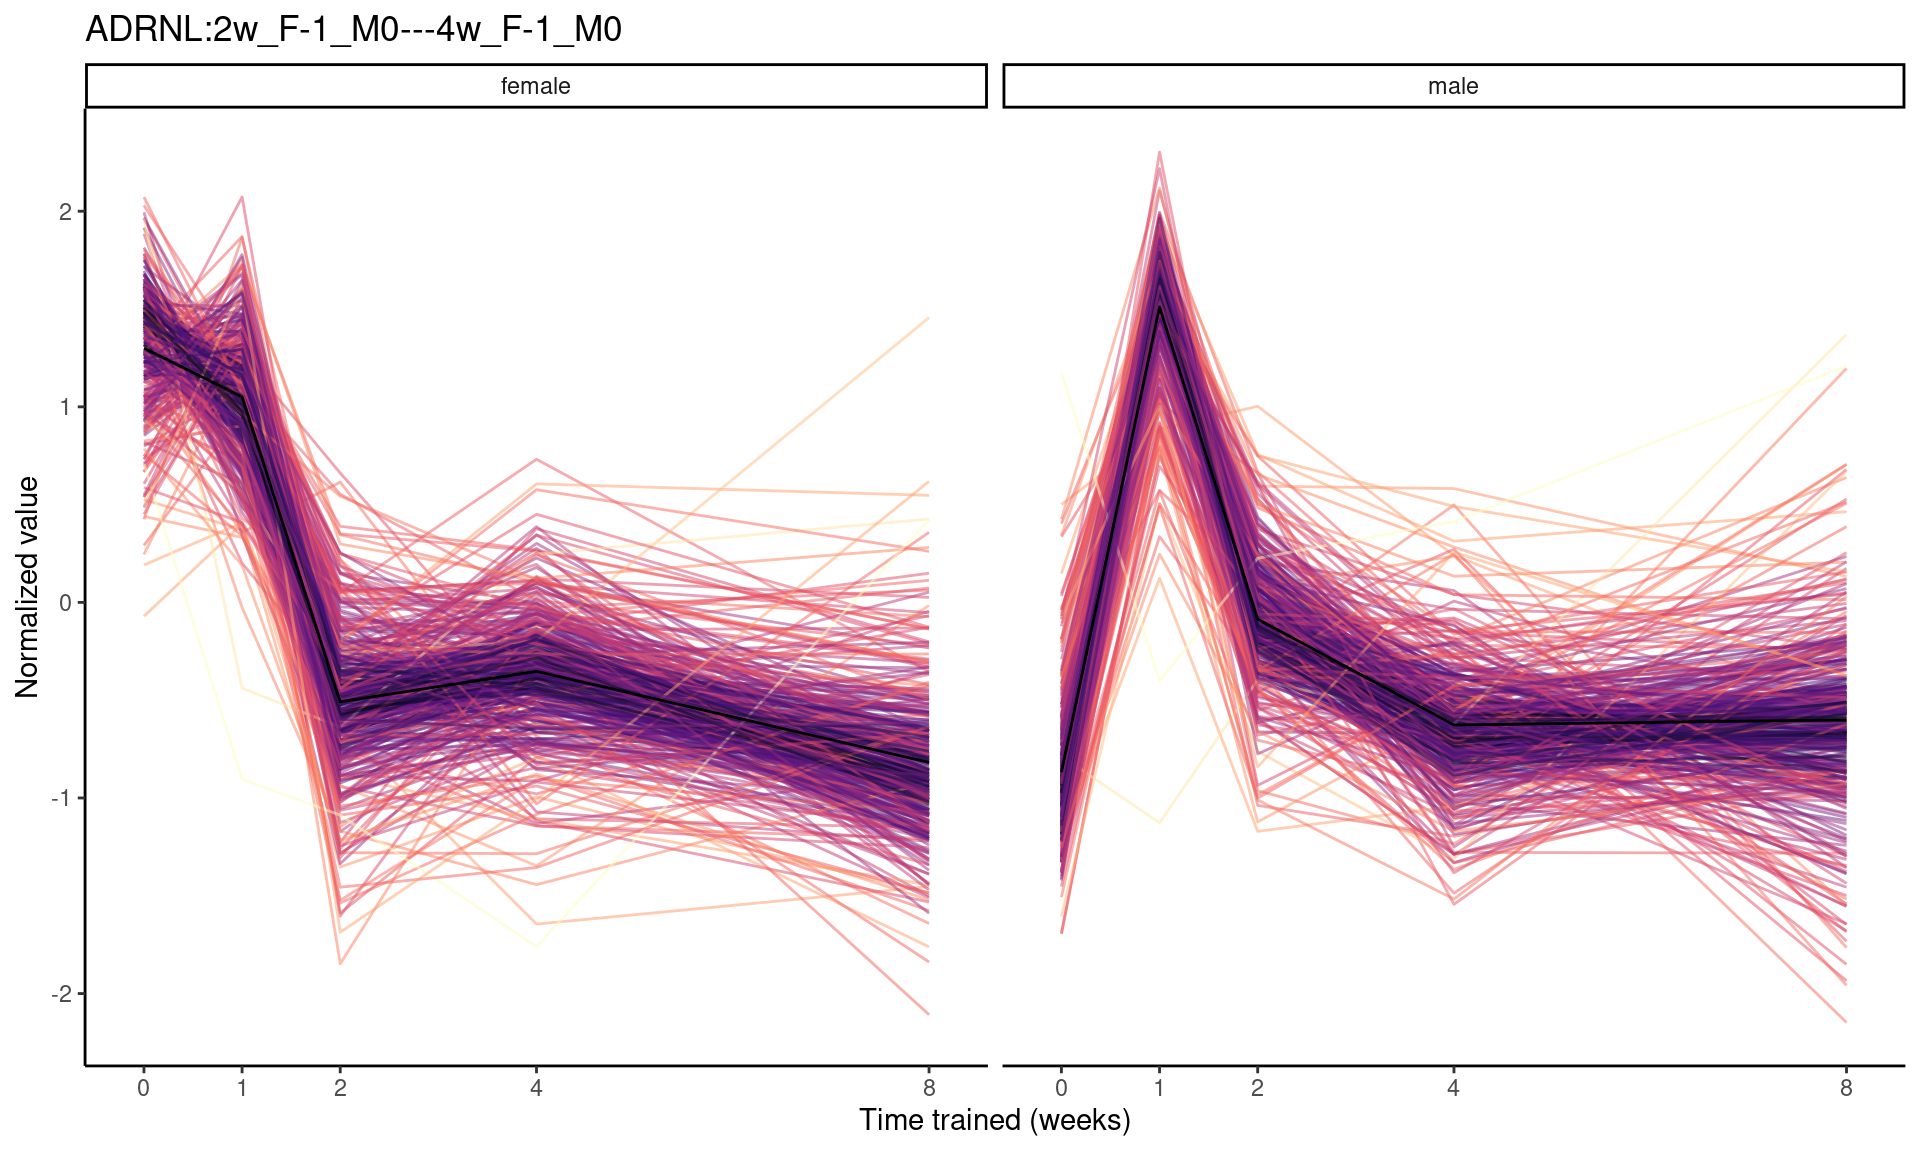 ADRNL:2w_F-1_M0---4w_F-1_M0
female
male
Normalized value
2
1
0
-1
-2
0 1 2 4 8
0 1 2 4 8
Time trained (weeks)